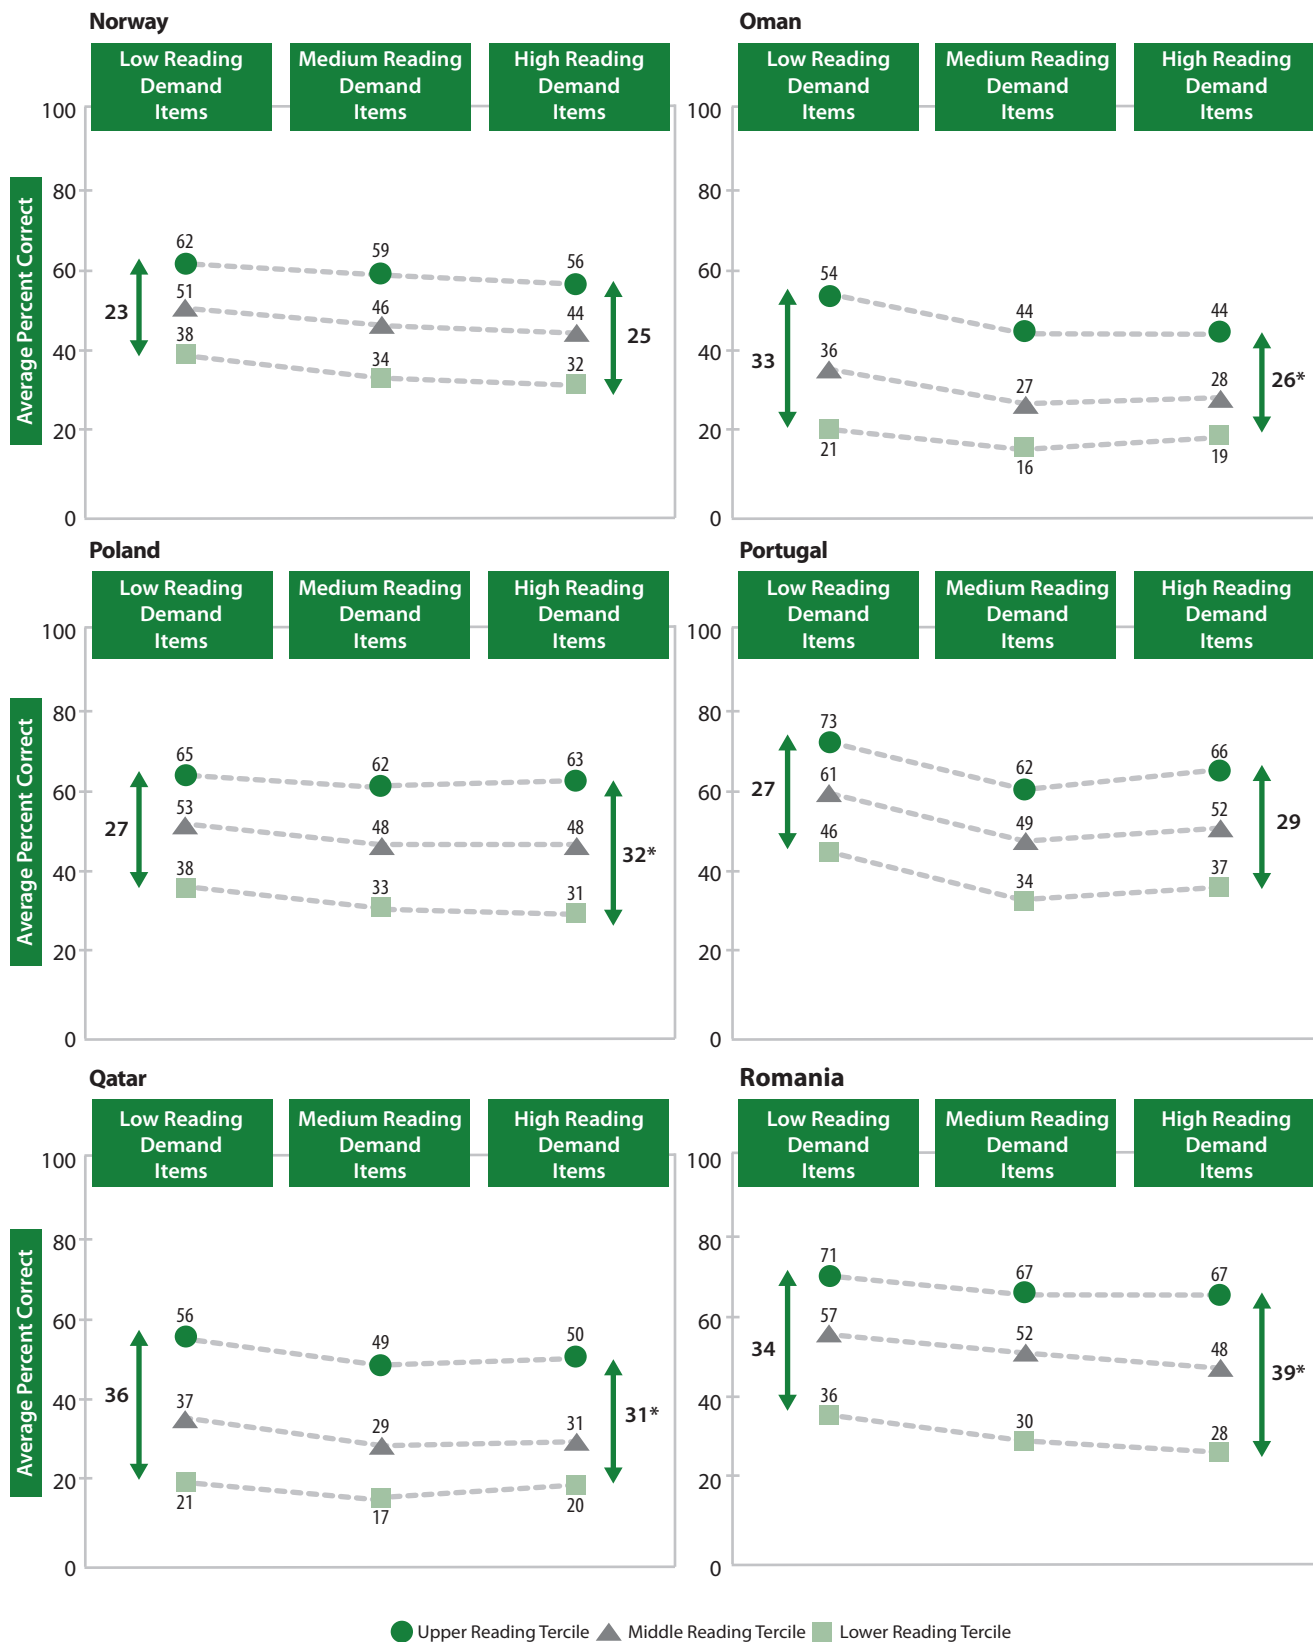 Norway
Low Reading
Demand
Items
Medium Reading
Demand
Items
High Reading
Demand
Items
Average Percent Correct
100
80
60
40
20
0
62
59
56
51
46
44
38
34
32
23
25
Oman
Low Reading
Demand
Items
Medium Reading
Demand
Items
High Reading
Demand
Items
100
80
60
40
20
0
54
44
44
36
27
28
21
16
19
33
26*
Poland
Low Reading
Demand
Items
Medium Reading
Demand
Items
High Reading
Demand
Items
Average Percent Correct
100
80
60
40
20
0
65
62
63
53
48
48
38
33
31
27
32*
Portugal
Low Reading
Demand
Items
Medium Reading
Demand
Items
High Reading
Demand
Items
100
80
60
40
20
0
73
62
66
61
49
52
46
34
37
27
29
Qatar
Low Reading
Demand
Items
Medium Reading
Demand
Items
High Reading
Demand
Items
Average Percent Correct
100
80
60
40
20
0
56
49
50
37
29
31
21
17
20
36
31*
Romania
Low Reading
Demand
Items
Medium Reading
Demand
Items
High Reading
Demand
Items
100
80
60
40
20
0
71
67
67
57
52
48
36
30
28
34
39*
Upper Reading Tercile Middle Reading Tercile Lower Reading Tercile